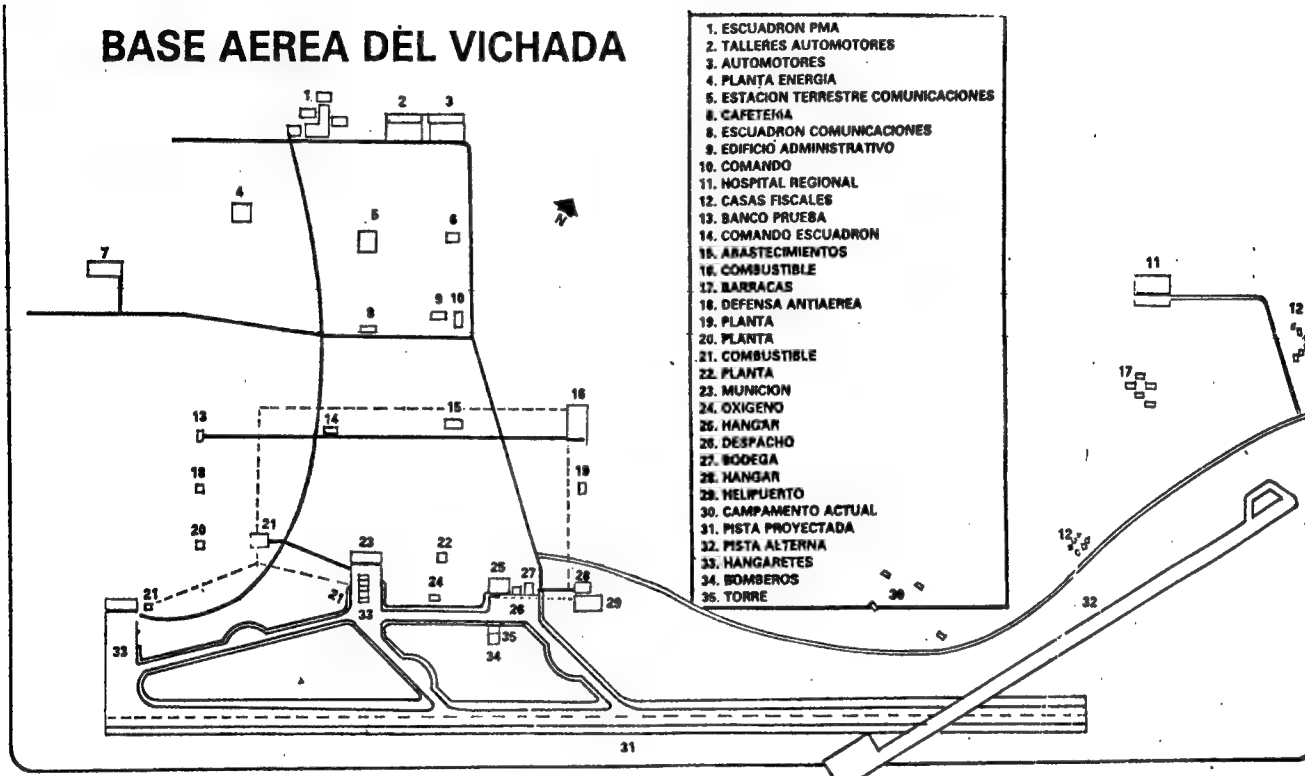 BASE AEREA DEL VICHADA
1. ESCUADRON PMA
2. TALLERES AUTOMOTORES
3. AUTOMOTORES
4. PLANTA ENERGIA
5. ESTACION TERRESTRE COMUNICACIONES
6. CAFETERIA
8. ESCUADRON COMUNICACIONES
9. EDIFICIO ADMINISTRATIVO
10. COMANDO
11. HOSPITAL REGIONAL
12. CASAS FISCALES
13. BANCO PRUEBA
14. COMANDO ESCUADRON
15. ABASTECIMIENTOS
16. COMBUSTIBLE
17. BARRACAS
18. DEFENSA ANTIAEREA
19. PLANTA
20. PLANTA
21. COMBUSTIBLE
22. PLANTA
23. MUNICION
24. OXIGENO
25. HANGAR
26. DESPACHO
27. BODEGA
28. HANGAR
29. HELIPUERTO
30. CAMPAMENTO ACTUAL
31. PISTA PROYECTADA
32. PISTA ALTERNA
33. HANGARETES
34. BOMBEROS
35. TORRE
1 2 3
4 5 6
N
7
8 9 10
11
12
17
13 14 15 16
18 19
20 21
23 22
21 21 24 25 26 27 28 29
33 33 35
34
30
12
32
31